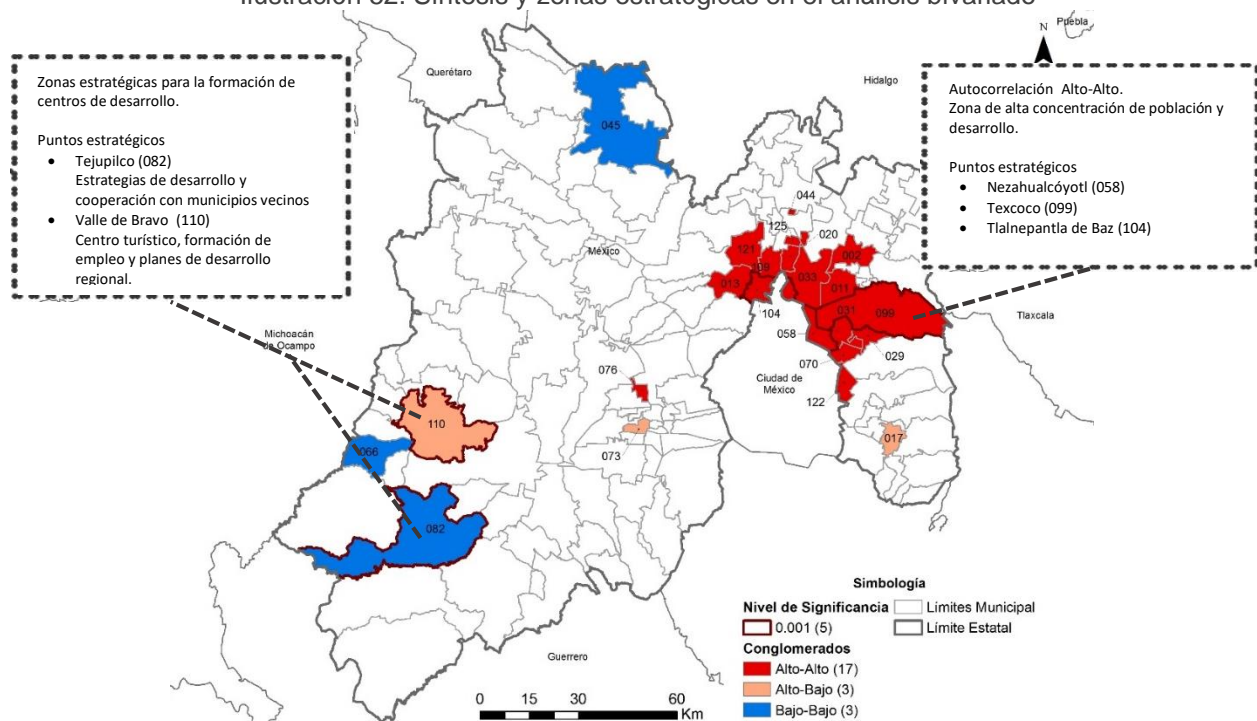 Ilustración 32. Síntesis y zonas estratégicas en el análisis bivariado
Puebla
N
Querétaro
Hidalgo
Zonas estratégicas para la formación de
centros de desarrollo.
Puntos estratégicos
• Tejupilco (082)
Estrategias de desarrollo y
cooperación con municipios vecinos
• Valle de Bravo (110)
Centro turístico, formación de
empleo y planes de desarrollo
regional.
Autocorrelación Alto-Alto.
Zona de alta concentración de población y
desarrollo.
Puntos estratégicos
• Nezahualcóyotl (058)
• Texcoco (099)
• Tlalnepantla de Baz (104)
045
044
125
020
México
121
002
033
013
011
104
031
099
058
Tlaxcala
029
070
Michoacán
de Ocampo
076
Ciudad de
México
122
110
017
066
073
082
Simbología
Nivel de Significancia
0.001 (5)
Límites Municipal
Límite Estatal
Conglomerados
Alto-Alto (17)
Alto-Bajo (3)
Bajo-Bajo (3)
Guerrero
0 15 30 60
Km